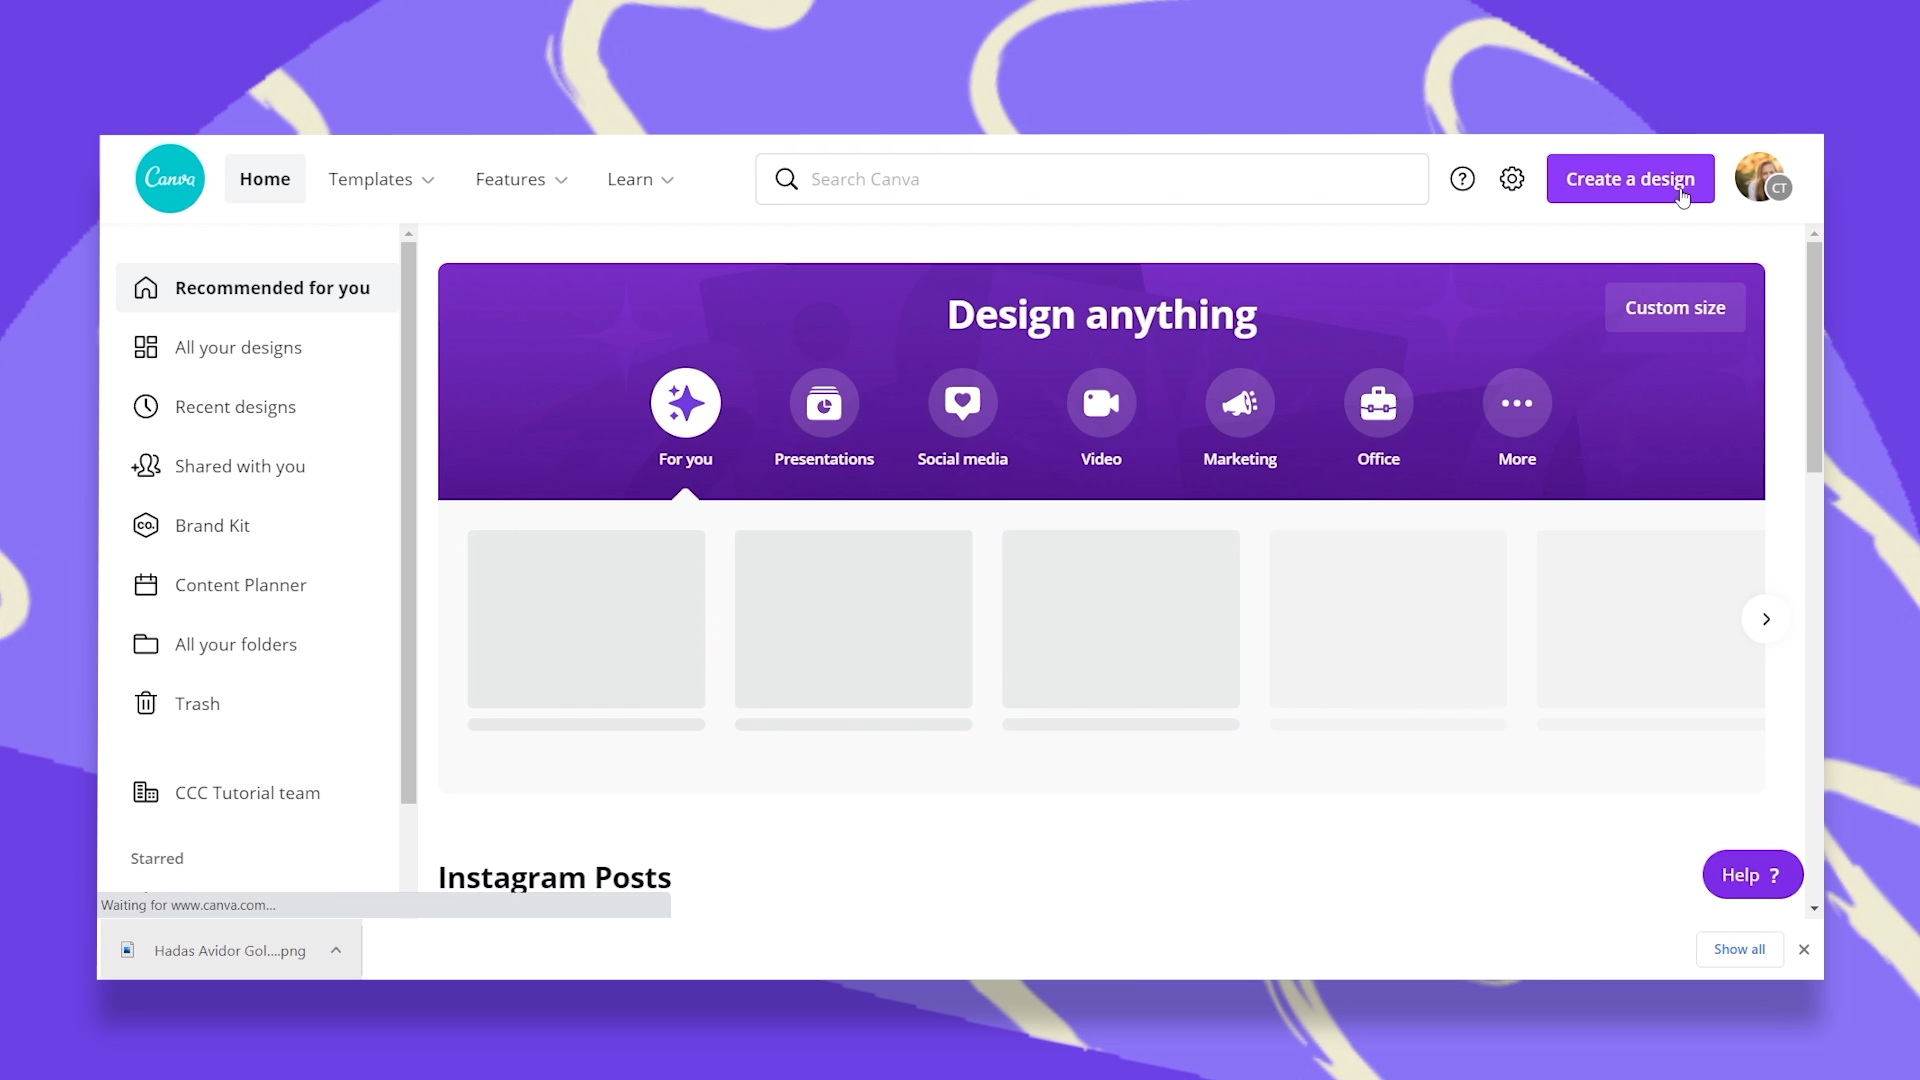 Canva
Home
Templates
Features
Learn
Search Canva
?
Create a design
CT
Recommended for you
All your designs
Recent designs
Shared with you
CO.
Brand Kit
Content Planner
All your folders
Trash
CCC Tutorial team
Starred
Design anything
Custom size
For you
Presentations
Social media
Video
Marketing
Office
More
Instagram Posts
Help ?
Waiting for www.canva.com...
Hadas Avidor Gol....png
Show all